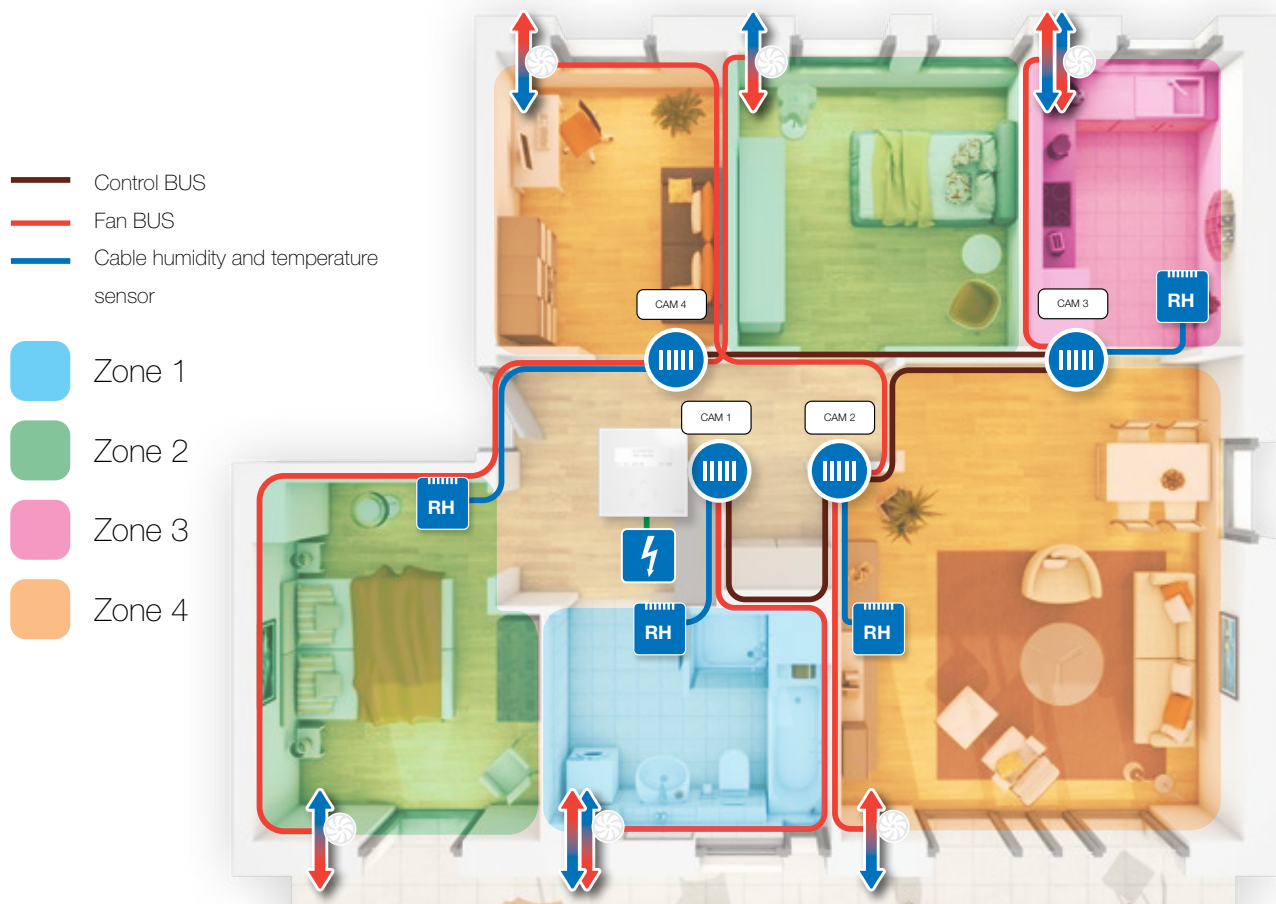 Control BUS
Fan BUS
Cable humidity and temperature
sensor
Zone 1
Zone 2
Zone 3
Zone 4
CAM 4
CAM 3
RH
CAM 1
CAM 2
RH
RH
RH